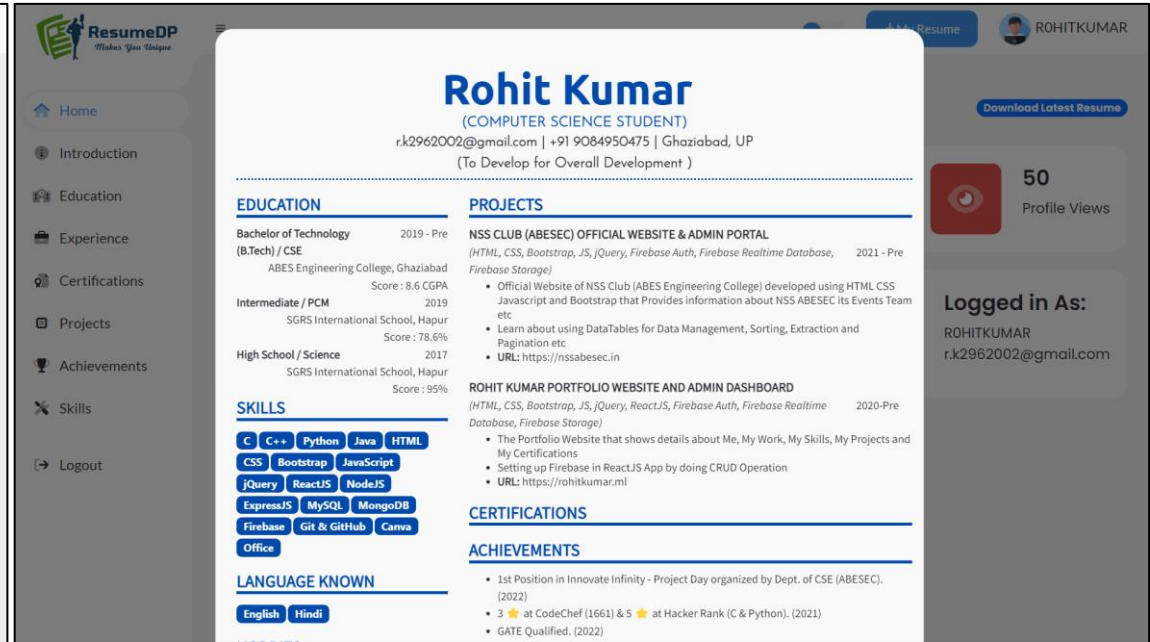 ResumeDP
Makes You Unique
My Resume
ROHITKUMAR
Home
Introduction
Education
Experience
Certifications
Projects
Achievements
Skills
Logout
Download Latest Resume
50
Profile Views
Logged in As:
ROHITKUMAR
r.k2962002@gmail.com
Rohit Kumar
(COMPUTER SCIENCE STUDENT)
r.k2962002@gmail.com | +91 9084950475 | Ghaziabad, UP
(To Develop for Overall Development )
EDUCATION
Bachelor of Technology 2019 - Pre
(B.Tech) / CSE
ABES Engineering College, Ghaziabad
Score : 8.6 CGPA
Intermediate / PCM 2019
SGRS International School, Hapur
Score : 78.6%
High School / Science 2017
SGRS International School, Hapur
Score : 95%
SKILLS
C C++ Python Java HTML
CSS Bootstrap JavaScript
jQuery ReactJS NodeJS
ExpressJS MySQL MongoDB
Firebase Git & GitHub Canva
Office
LANGUAGE KNOWN
English Hindi
PROJECTS
NSS CLUB (ABESEC) OFFICIAL WEBSITE & ADMIN PORTAL
(HTML, CSS, Bootstrap, JS, jQuery, Firebase Auth, Firebase Realtime Database, 2021 - Pre
Firebase Storage)
• Official Website of NSS Club (ABES Engineering College) developed using HTML CSS
Javascript and Bootstrap that Provides information about NSS ABESEC its Events Team
etc
• Learn about using DataTables for Data Management, Sorting, Extraction and
Pagination etc
• URL: https://nssabesec.in
ROHIT KUMAR PORTFOLIO WEBSITE AND ADMIN DASHBOARD
(HTML, CSS, Bootstrap, JS, jQuery, ReactJS, Firebase Auth, Firebase Realtime 2020-Pre
Database, Firebase Storage)
• The Portfolio Website that shows details about Me, My Work, My Skills, My Projects and
My Certifications
• Setting up Firebase in ReactJS App by doing CRUD Operation
• URL: https://rohitkumar.ml
CERTIFICATIONS
ACHIEVEMENTS
• 1st Position in Innovate Infinity - Project Day organized by Dept. of CSE (ABESEC).
(2022)
• 3 ⭐ at CodeChef (1661) & 5 ⭐ at Hacker Rank (C & Python). (2021)
• GATE Qualified. (2022)